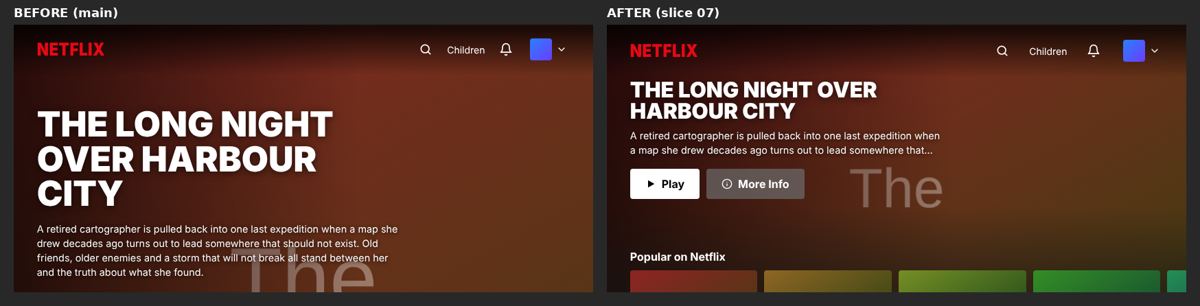 BEFORE (main)
NETFLIX
Children
THE LONG NIGHT
OVER HARBOUR
CITY
A retired cartographer is pulled back into one last expedition when a map she
drew decades ago turns out to lead somewhere that should not exist. Old
friends, older enemies and a storm that will not break all stand between her
and the truth about what she found.
The
AFTER (slice 07)
NETFLIX
Children
THE LONG NIGHT OVER
HARBOUR CITY
A retired cartographer is pulled back into one last expedition when
a map she drew decades ago turns out to lead somewhere that...
Play
More Info
The
Popular on Netflix